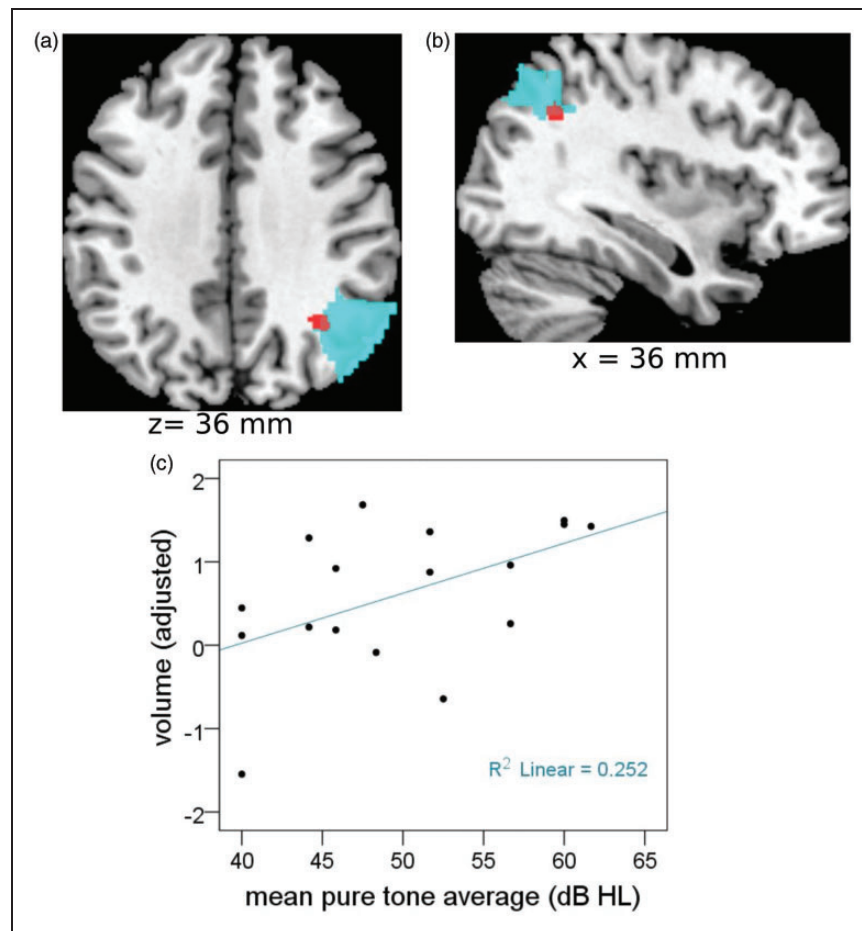 (a)
(b)
z= 36 mm
x = 36 mm
(c)
2
1
0
-1
-2
volume (adjusted)
R² Linear = 0.252
40 45 50 55 60 65
mean pure tone average (dB HL)